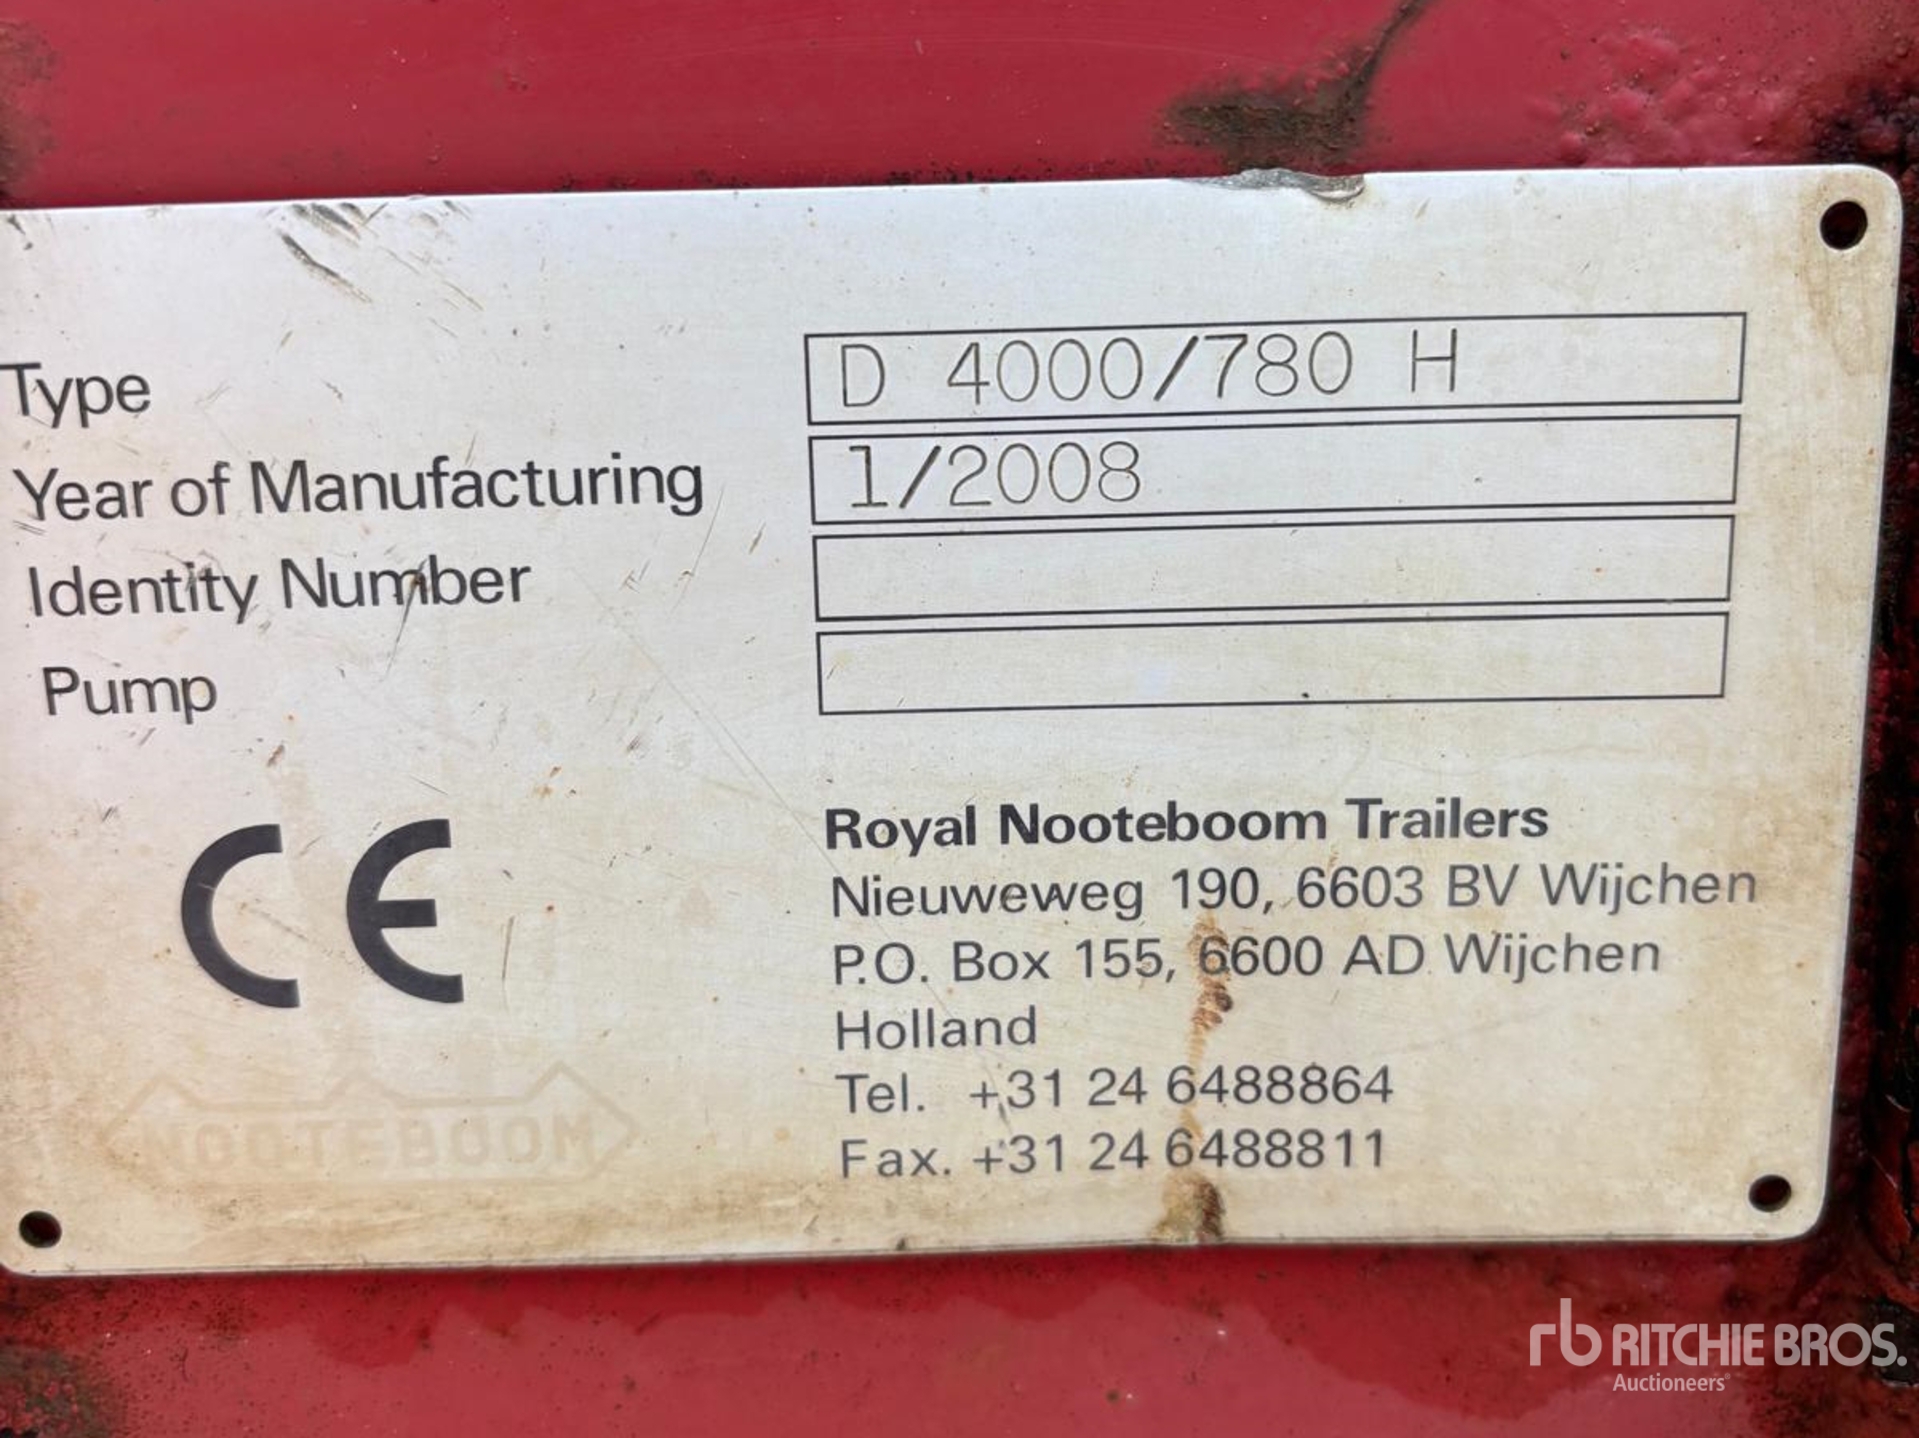 Type D 4000/780 H
Year of Manufacturing 1/2008
Identity Number
Pump
CE
Royal Nooteboom Trailers
Nieuweweg 190, 6603 BV Wijchen
P.O. Box 155, 6600 AD Wijchen
Holland
Tel. +31 24 6488864
Fax. +31 24 6488811
NOOTEBOOM
rb RITCHIE BROS.
Auctioneers